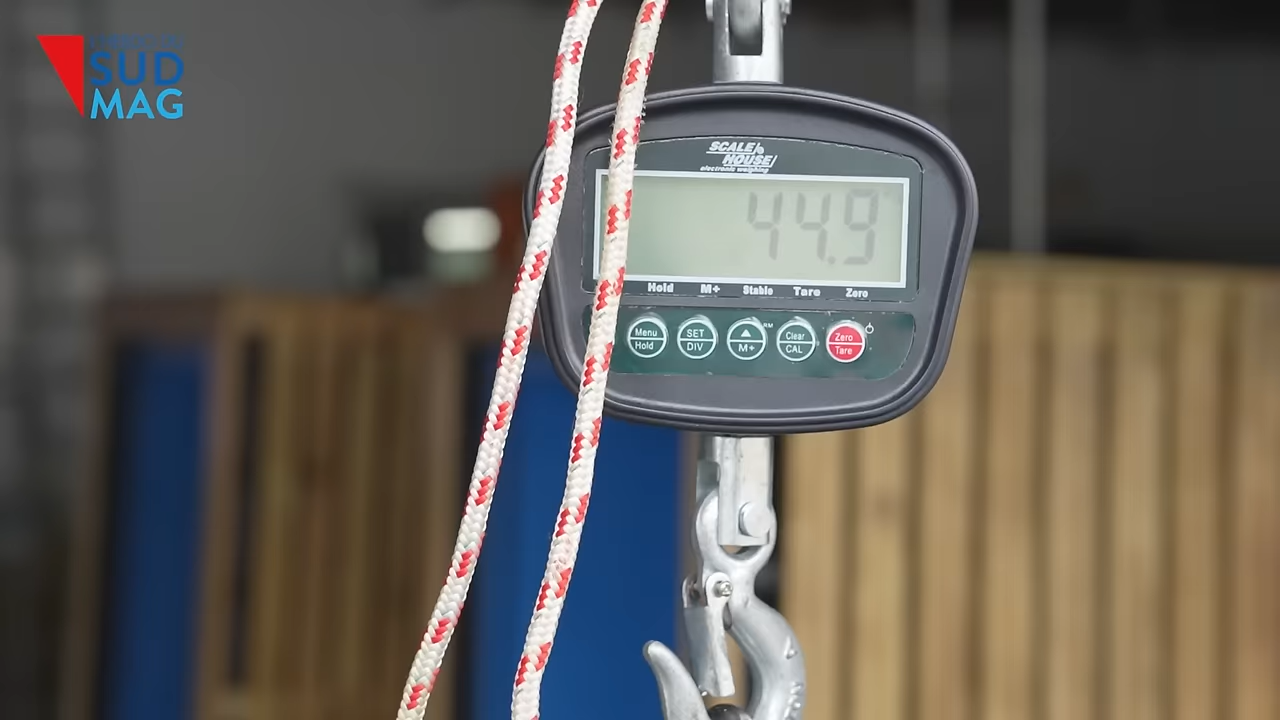 SUD
MAG
SCALE
HOUSE
electronic weighing
44.9
Hold M+ Stable Tare Zero
Menu
Hold
SET
DIV
RM
M+
Clear
CAL
Zero
Tare